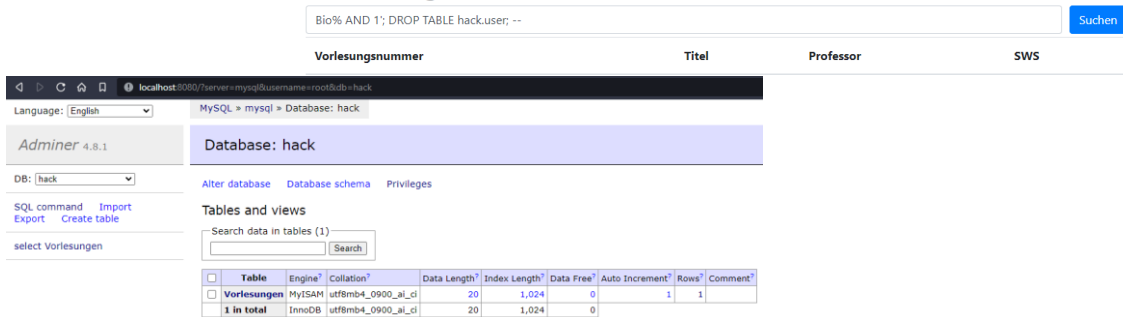 Bio% AND 1'; DROP TABLE hack.user; --
Suchen
Vorlesungsnummer Titel Professor SWS
localhost:8080/?server=mysql&username=root&db=hack
Language: English
MySQL » mysql » Database: hack
Adminer 4.8.1
Database: hack
DB: hack
Alter database Database schema Privileges
SQL command Import
Export Create table
Tables and views
Search data in tables (1)
Search
select Vorlesungen
Table Engine? Collation? Data Length? Index Length? Data Free? Auto Increment? Rows? Comment?
Vorlesungen MyISAM utf8mb4_0900_ai_ci 20 1,024 0 1 1
1 in total InnoDB utf8mb4_0900_ai_ci 20 1,024 0